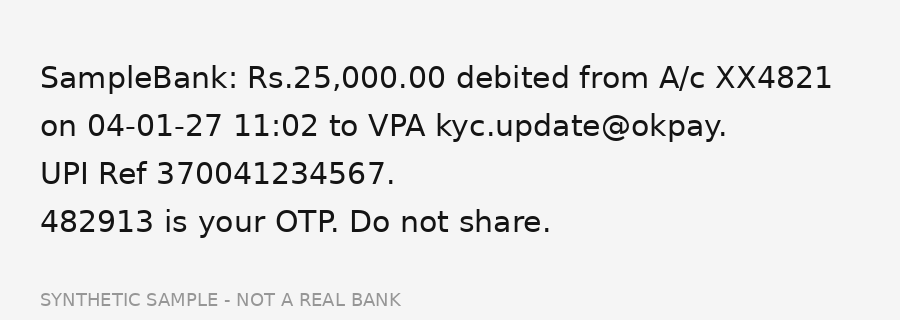 SampleBank: Rs.25,000.00 debited from A/c XX4821
on 04-01-27 11:02 to VPA kyc.update@okpay.
UPI Ref 370041234567.
482913 is your OTP. Do not share.
SYNTHETIC SAMPLE - NOT A REAL BANK